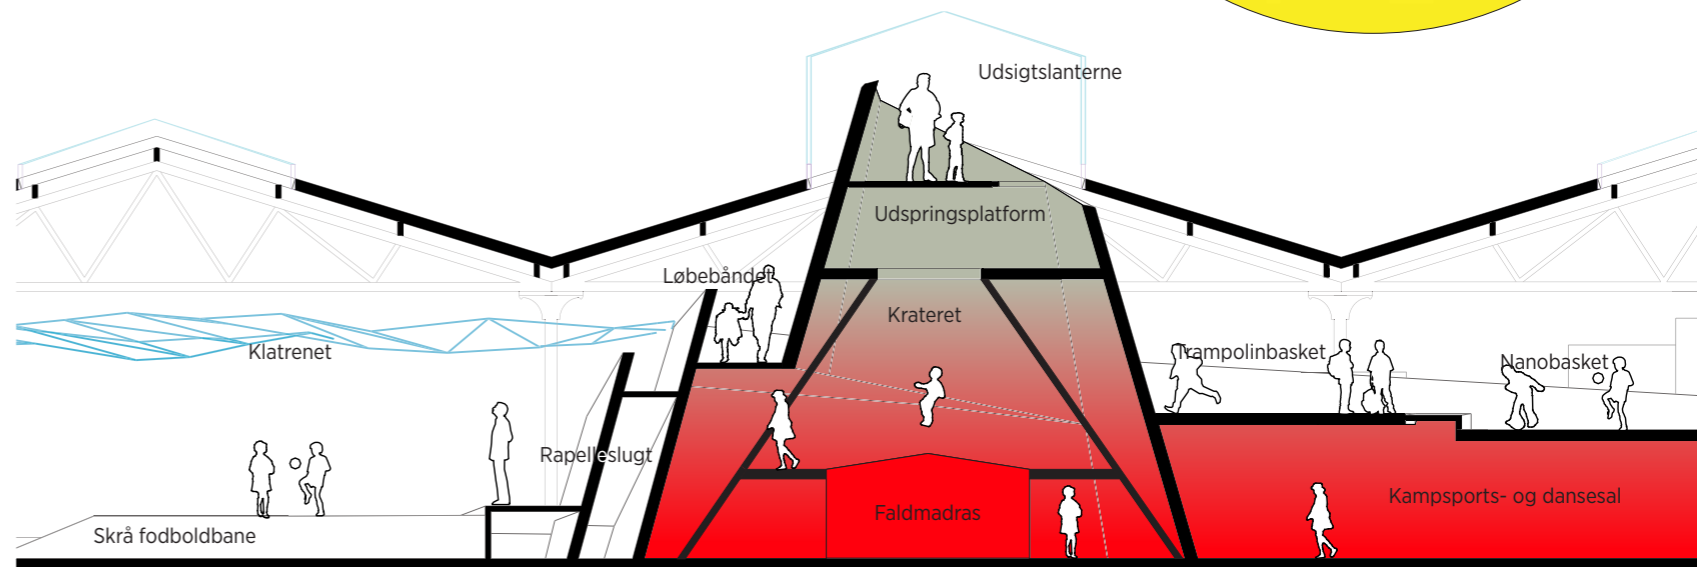 Udsigtslanterne
Udspringsplatform
Løbebåndet
Krateret
Klatrenet
Trampolinbasket
Nanobasket
Rapelleslugt
Kampsports- og dansesal
Faldmadras
Skrå fodboldbane